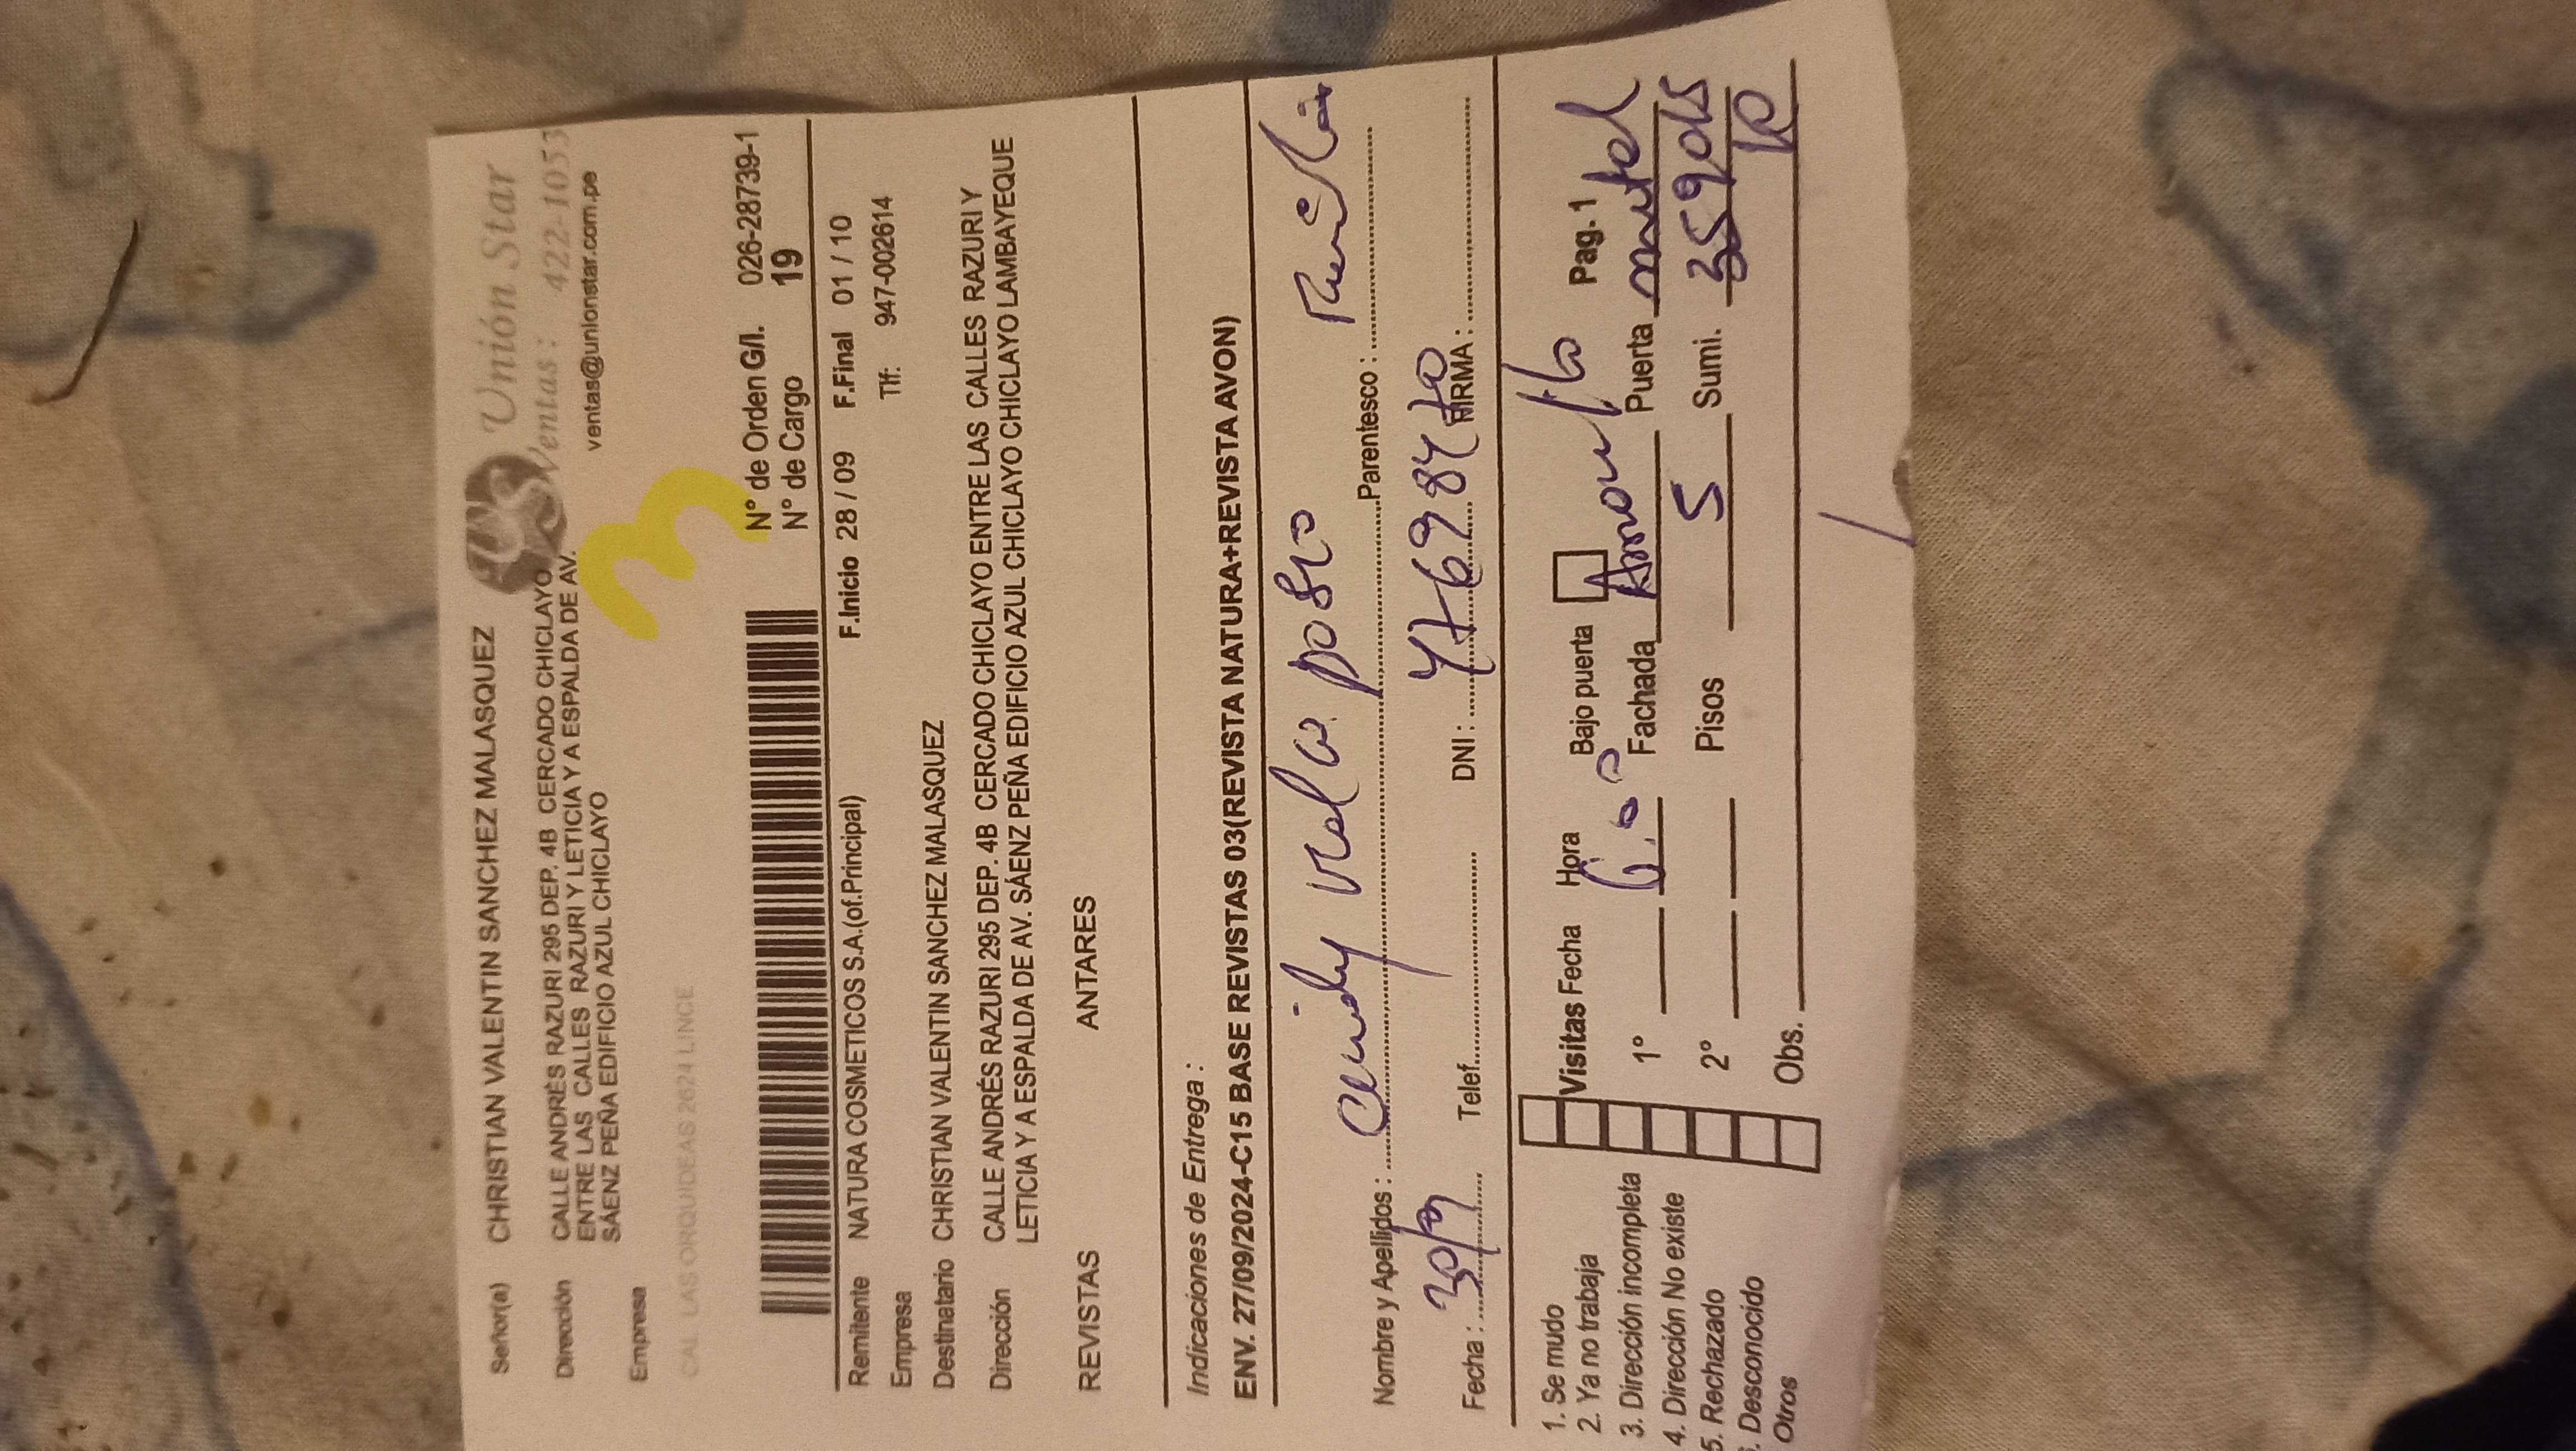 Unión Star
Ventas : 422-1053
ventas@unionstar.com.pe
Señor(a) CHRISTIAN VALENTIN SANCHEZ MALASQUEZ
Dirección CALLE ANDRÉS RAZURI 295 DEP. 4B CERCADO CHICLAYO
ENTRE LAS CALLES RAZURI Y LETICIA Y A ESPALDA DE AV.
SÁENZ PEÑA EDIFICIO AZUL CHICLAYO
Empresa
3
CAL LAS ORQUIDEAS 2624 LINCE
N° de Orden G/I. 026-28739-1
N° de Cargo 19
F.Inicio 28 / 09 F.Final 01 / 10
Remitente NATURA COSMETICOS S.A.(of.Principal)
Tlf: 947-002614
Empresa
Destinatario CHRISTIAN VALENTIN SANCHEZ MALASQUEZ
Dirección CALLE ANDRÉS RAZURI 295 DEP. 4B CERCADO CHICLAYO ENTRE LAS CALLES RAZURI Y
LETICIA Y A ESPALDA DE AV. SÁENZ PEÑA EDIFICIO AZUL CHICLAYO CHICLAYO LAMBAYEQUE
REVISTAS ANTARES
Indicaciones de Entrega :
ENV. 27/09/2024-C15 BASE REVISTAS 03(REVISTA NATURA+REVISTA AVON)
Nombre y Apellidos : Parentesco :
Fecha : 30/9 Telef. DNI : FIRMA :
1. Se mudo
2. Ya no trabaja
3. Dirección incompleta
4. Dirección No existe
5. Rechazado
. Desconocido
Otros
Visitas Fecha Hora Bajo puerta Pag.1
1° Fachada Puerta
2° Pisos 5 Sumi.
Obs.